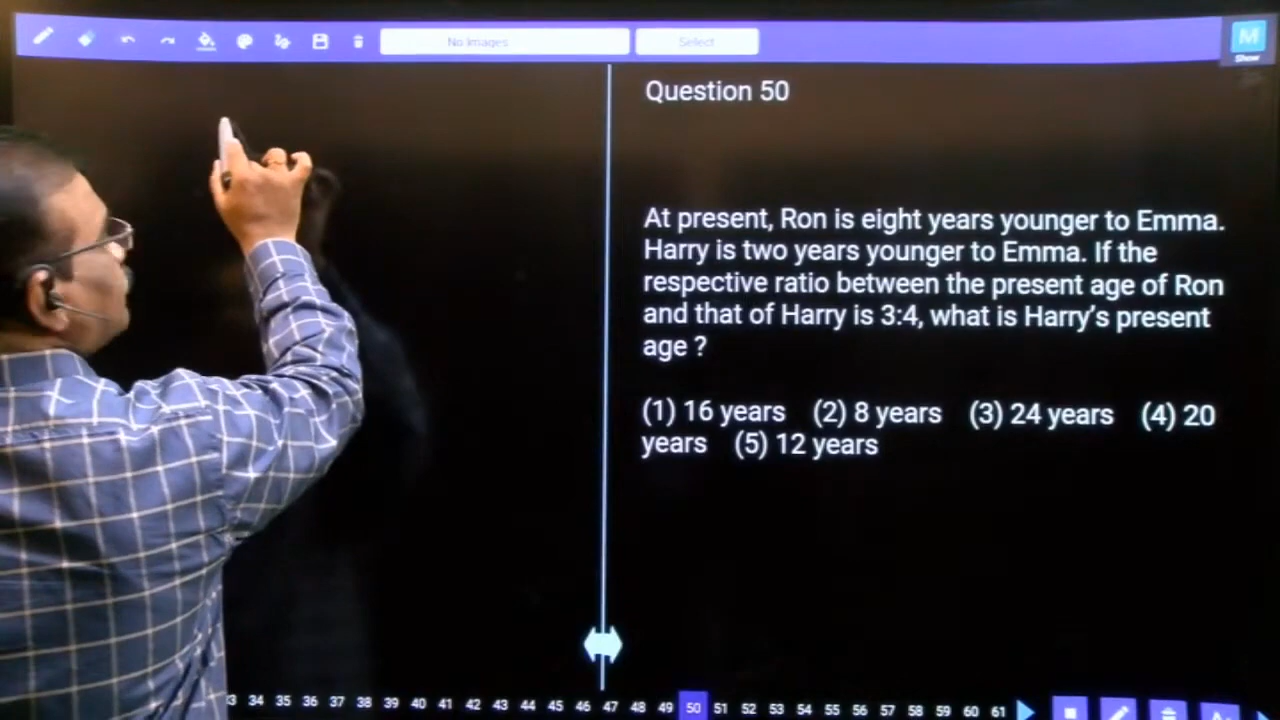 No Images Select
M
Show
Question 50
At present, Ron is eight years younger to Emma.
Harry is two years younger to Emma. If the
respective ratio between the present age of Ron
and that of Harry is 3:4, what is Harry’s present
age ?
(1) 16 years (2) 8 years (3) 24 years (4) 20
years (5) 12 years
34 35 36 37 38 39 40 41 42 43 44 45 46 47 48 49 50 51 52 53 54 55 56 57 58 59 60 61